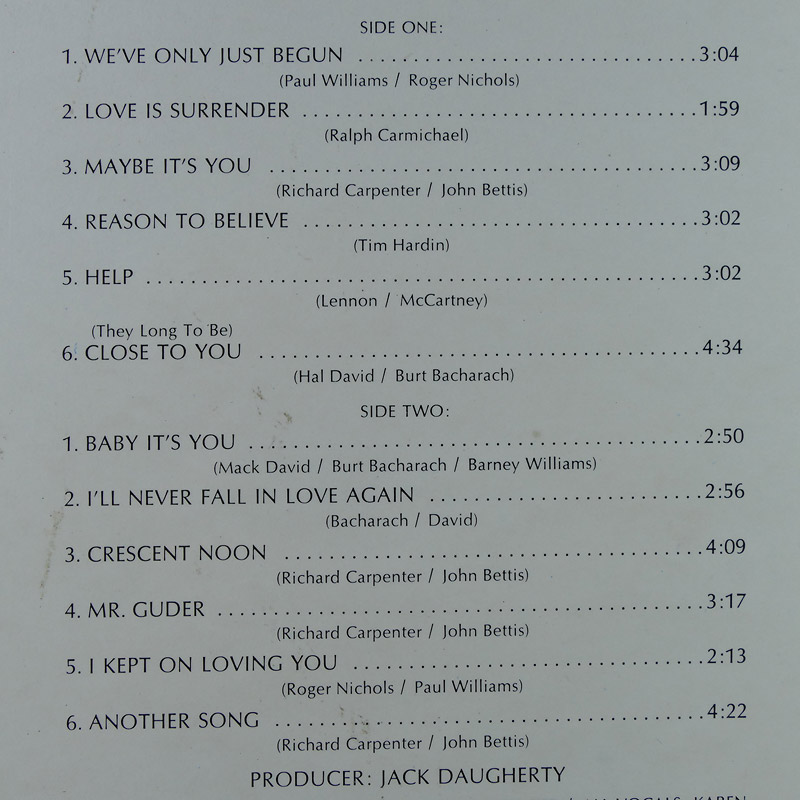 SIDE ONE:
1. WE'VE ONLY JUST BEGUN ................................3:04
(Paul Williams / Roger Nichols)
2. LOVE IS SURRENDER .....................................1:59
(Ralph Carmichael)
3. MAYBE IT'S YOU ........................................3:09
(Richard Carpenter / John Bettis)
4. REASON TO BELIEVE .....................................3:02
(Tim Hardin)
5. HELP ...................................................3:02
(Lennon / McCartney)
(They Long To Be)
6. CLOSE TO YOU .........................................4:34
(Hal David / Burt Bacharach)
SIDE TWO:
1. BABY IT'S YOU ..........................................2:50
(Mack David / Burt Bacharach / Barney Williams)
2. I'LL NEVER FALL IN LOVE AGAIN .........................2:56
(Bacharach / David)
3. CRESCENT NOON .......................................4:09
(Richard Carpenter / John Bettis)
4. MR. GUDER .............................................3:17
(Richard Carpenter / John Bettis)
5. I KEPT ON LOVING YOU .................................2:13
(Roger Nichols / Paul Williams)
6. ANOTHER SONG ........................................4:22
(Richard Carpenter / John Bettis)
PRODUCER: JACK DAUGHERTY